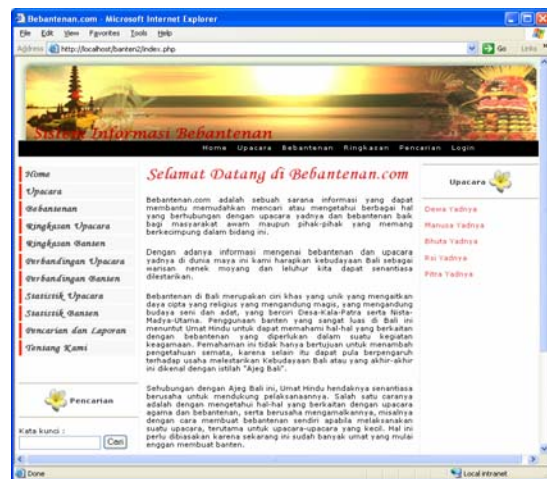 Bebantenan.com - Microsoft Internet Explorer
File Edit View Favorites Tools Help
Address http://localhost/banten2/index.php Go Links
Sistem Informasi Bebantenan
Home Upacara Bebantenan Ringkasan Pencarian Login
Home
Upacara
Bebantenan
Ringkasan Upacara
Ringkasan Banten
Perbandingan Upacara
Perbandingan Banten
Statistik Upacara
Statistik Banten
Pencarian dan Laporan
Tentang Kami
Pencarian
Kata kunci :
Cari
Selamat Datang di Bebantenan.com
Bebantenan.com adalah sebuah sarana informasi yang dapat
membantu memudahkan mencari atau mengetahui berbagai hal
yang berhubungan dengan upacara yadnya dan bebantenan baik
bagi masyarakat awam maupun pihak-pihak yang memang
berkecimpung dalam bidang ini.
Dengan adanya informasi mengenai bebantenan dan upacara
yadnya di dunia maya ini kami harapkan kebudayaan Bali sebagai
warisan nenek moyang dan leluhur kita dapat senantiasa
dilestarikan.
Bebantenan di Bali merupakan ciri khas yang unik yang mengaitkan
daya cipta yang religius yang mengandung magis, yang mengandung
budaya seni dan adat, yang berciri Desa-Kala-Patra serta Nista-
Madya-Utama. Penggunaan banten yang sangat luas di Bali ini
menuntut Umat Hindu untuk dapat memahami hal-hal yang berkaitan
dengan bebantenan yang diperlukan dalam suatu kegiatan
keagamaan. Pemahaman ini tidak hanya bertujuan untuk menambah
pengetahuan semata, karena selain itu dapat pula berpengaruh
terhadap usaha melestarikan Kebudayaan Bali atau yang akhir-akhir
ini dikenal dengan istilah "Ajeg Bali".
Sehubungan dengan Ajeg Bali ini, Umat Hindu hendaknya senantiasa
berusaha untuk mendukung pelaksanaannya. Salah satu caranya
adalah dengan mengetahui hal-hal yang berkaitan dengan upacara
agama dan bebantenan, serta berusaha mengamalkannya, misalnya
dengan cara membuat bebantenan sendiri apabila melaksanakan
suatu upacara, terutama untuk upacara-upacara yang kecil. Hal ini
perlu dibiasakan karena sekarang ini sudah banyak umat yang mulai
enggan membuat banten.
Upacara
Dewa Yadnya
Manusa Yadnya
Bhuta Yadnya
Rsi Yadnya
Pitra Yadnya
Done
Local intranet